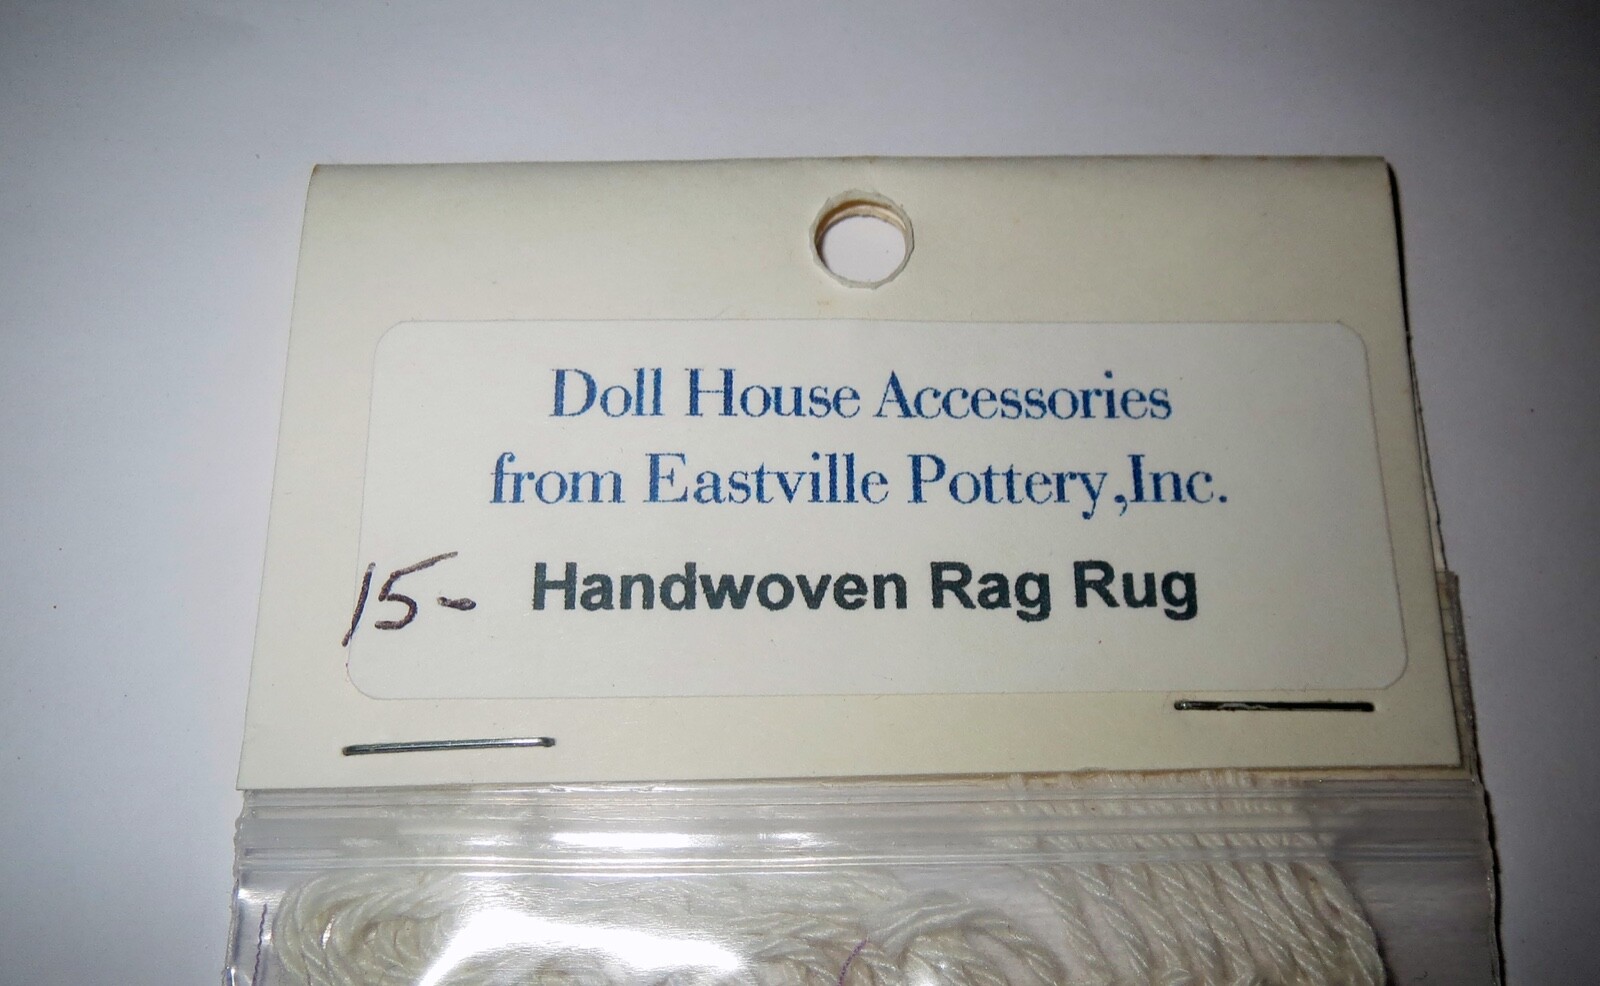 Doll House Accessories
from Eastville Pottery,Inc.
15- Handwoven Rag Rug